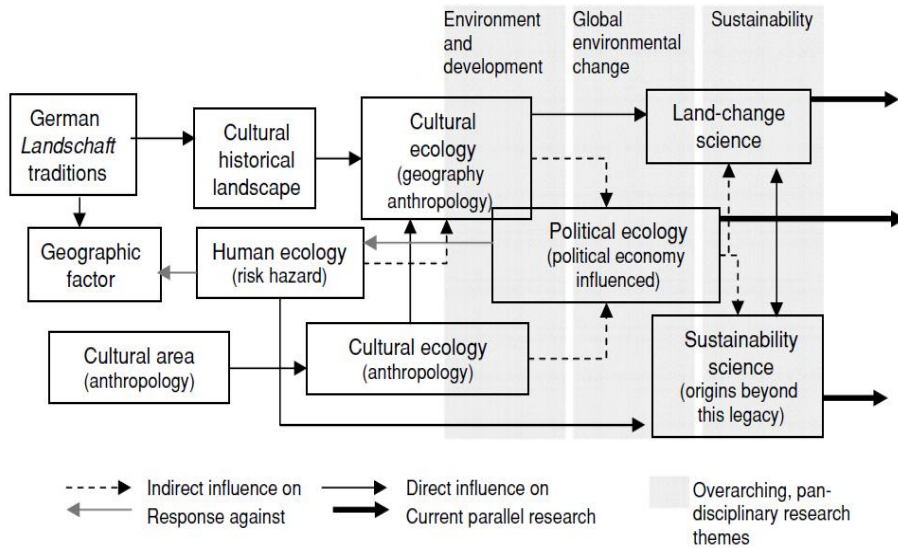 Environment and development
Global environmental change
Sustainability
German
Landschaft
traditions
Cultural
historical
landscape
Cultural
ecology
(geography
anthropology)
Land-change
science
Geographic
factor
Human ecology
(risk hazard)
Political ecology
(political economy
influenced)
Cultural area
(anthropology)
Cultural ecology
(anthropology)
Sustainability
science
(origins beyond
this legacy)
Indirect influence on
Direct influence on
Response against
Current parallel research
Overarching, pan-
disciplinary research
themes